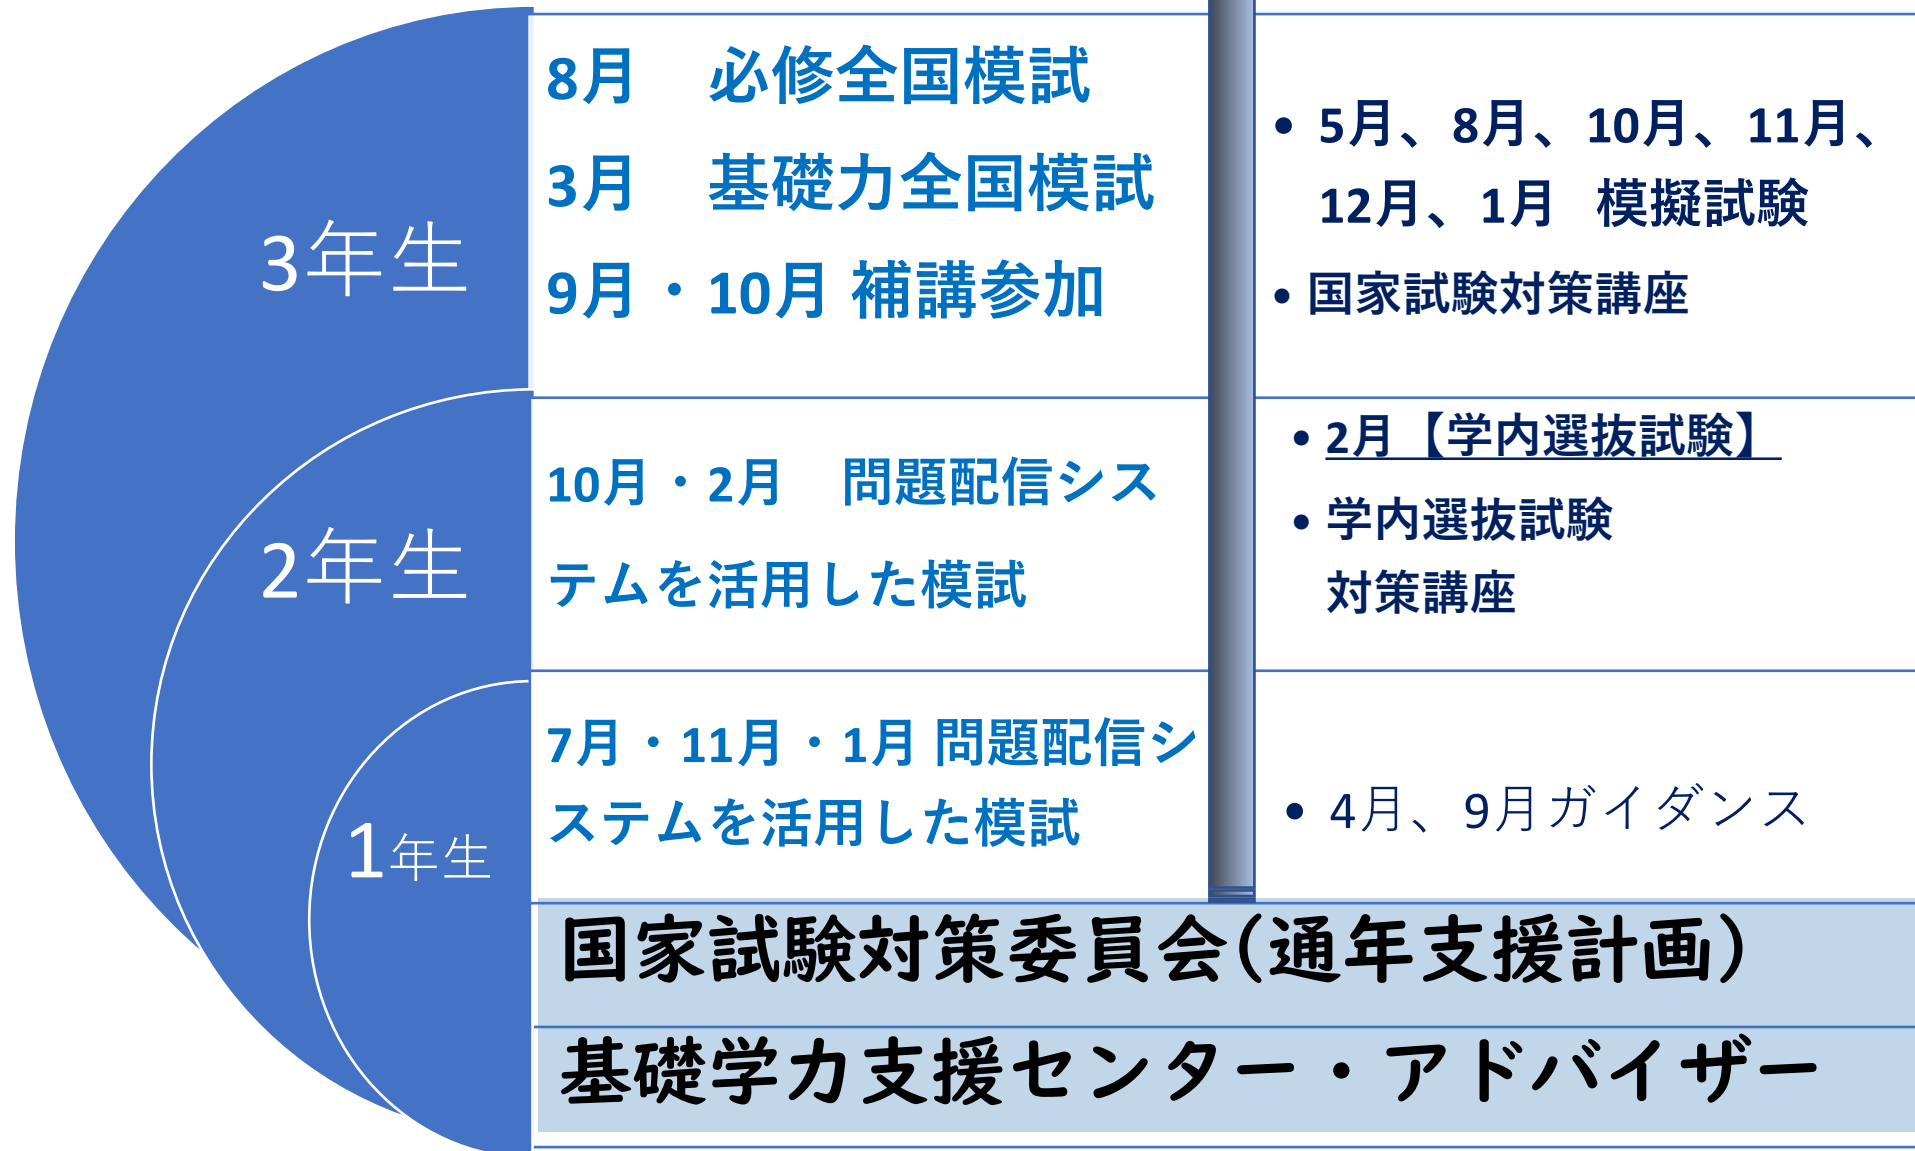 3年生
8月　必修全国模試
3月　基礎力全国模試
9月・10月 補講参加
• 5月、8月、10月、11月、
12月、1月　模擬試験
• 国家試験対策講座
2年生
10月・2月　問題配信シス
テムを活用した模試
• 2月【学内選抜試験】
• 学内選抜試験
対策講座
1年生
7月・11月・1月 問題配信シ
ステムを活用した模試
• 4月、9月ガイダンス
国家試験対策委員会(通年支援計画)
基礎学力支援センター・アドバイザー